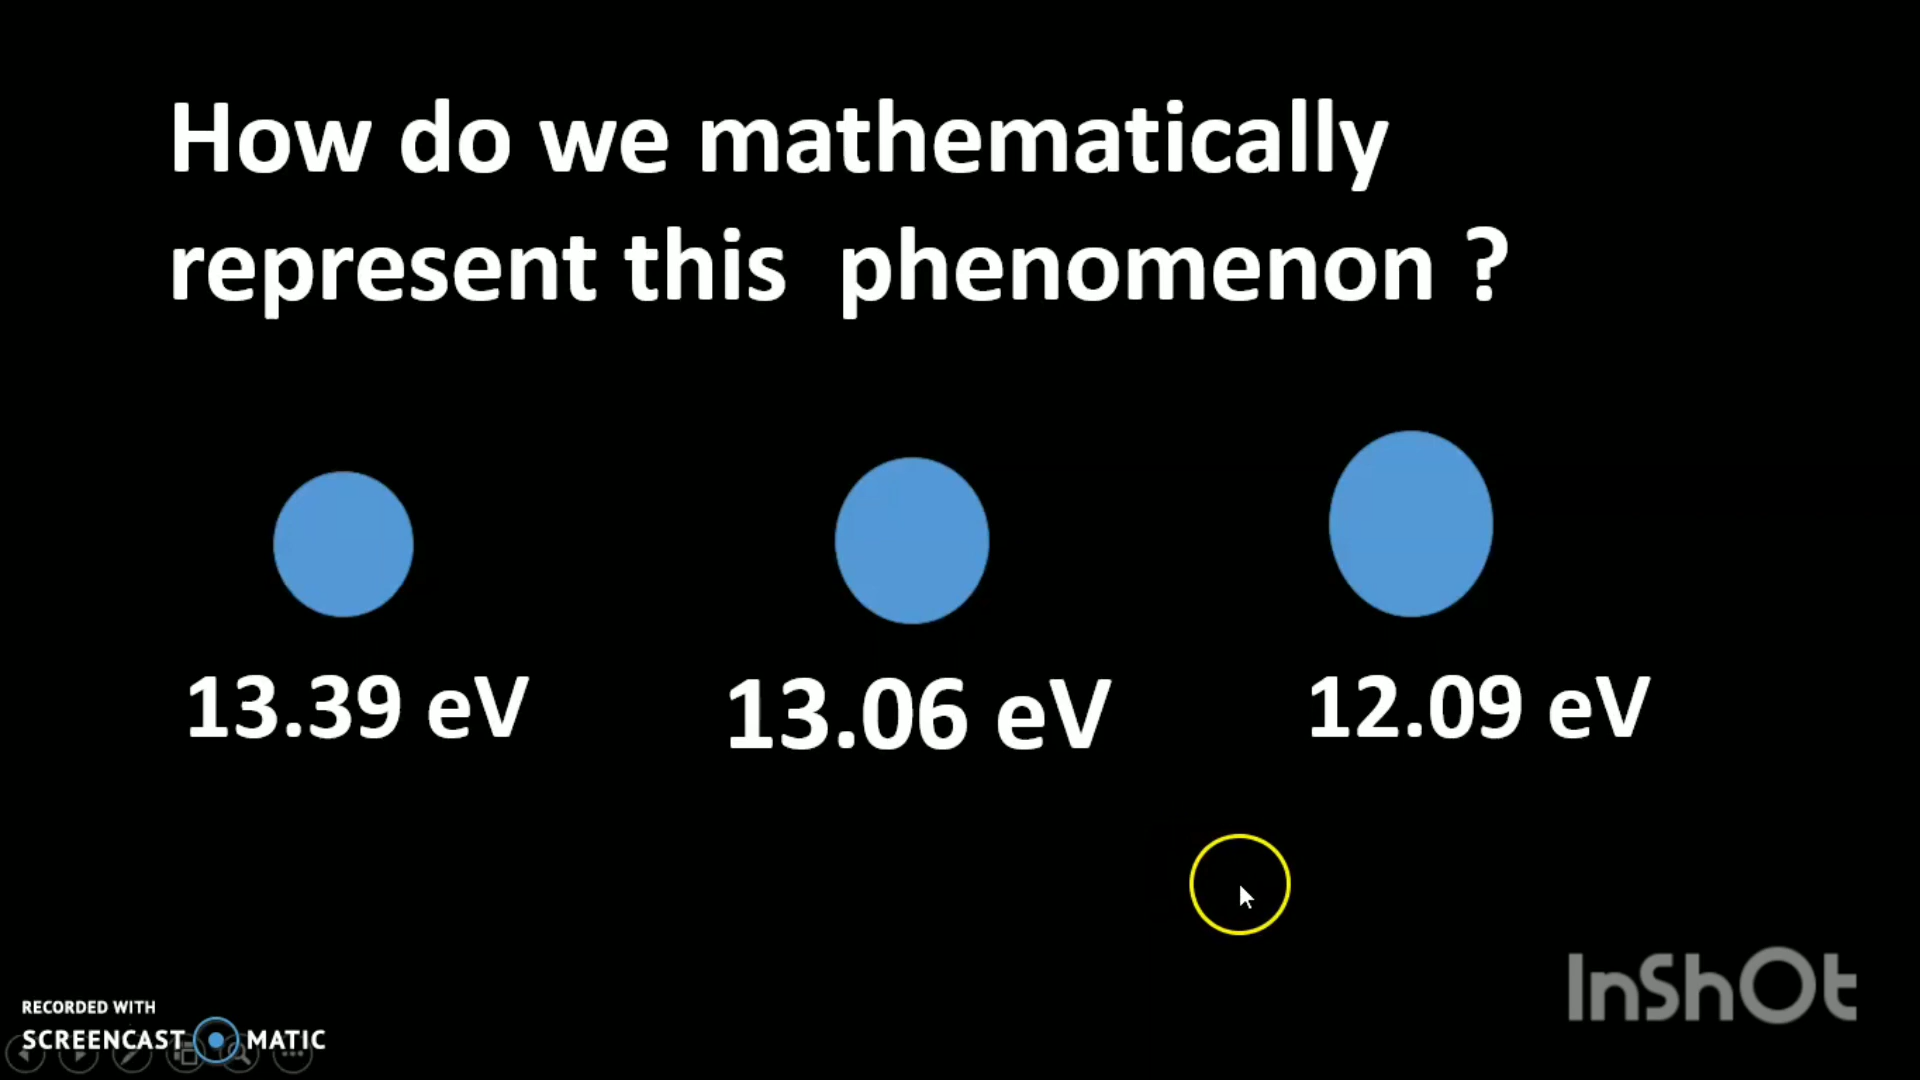 How do we mathematically
represent this phenomenon ?
13.39 eV 13.06 eV 12.09 eV
InShOt
RECORDED WITH
SCREENCAST MATIC